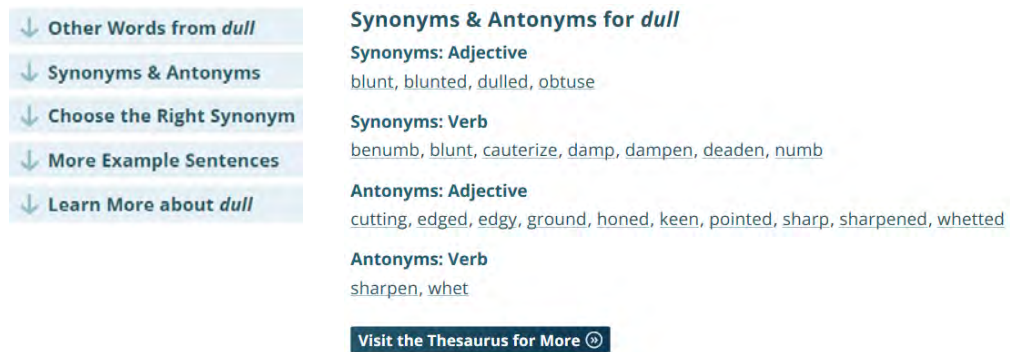 Other Words from dull
Synonyms & Antonyms
Choose the Right Synonym
More Example Sentences
Learn More about dull
Synonyms & Antonyms for dull
Synonyms: Adjective
blunt, blunted, dulled, obtuse
Synonyms: Verb
benumb, blunt, cauterize, damp, dampen, deaden, numb
Antonyms: Adjective
cutting, edged, edgy, ground, honed, keen, pointed, sharp, sharpened, whetted
Antonyms: Verb
sharpen, whet
Visit the Thesaurus for More